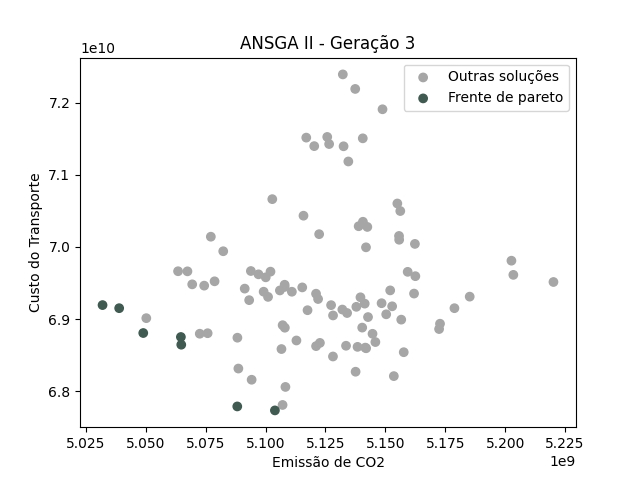 ANSGA II - Geração 3
1e10
Outras soluções
Frente de pareto
7.2
7.1
7.0
6.9
6.8
Custo do Transporte
5.025 5.050 5.075 5.100 5.125 5.150 5.175 5.200 5.225
Emissão de CO2
1e9